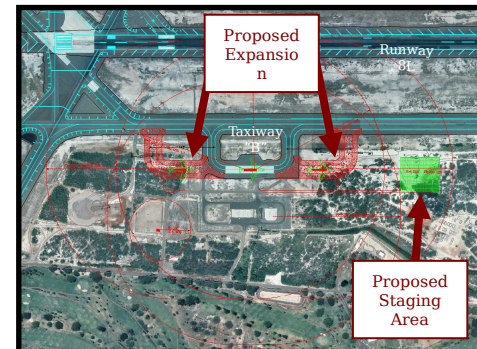 Proposed
Expansio
n
Runway
8L
Taxiway
B
Proposed
Staging
Area